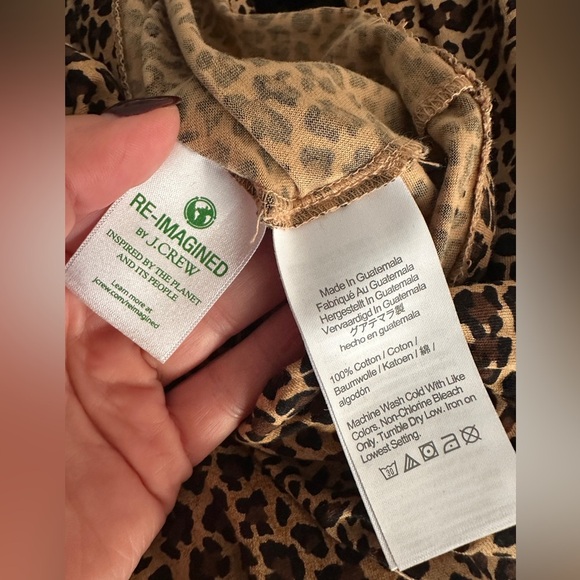 RE-IMAGINED
BY J.CREW
INSPIRED BY THE PLANET
AND ITS PEOPLE
Learn more at
jcrew.com/reimagined
Made In Guatemala
Fabriqué Au Guatemala
Hergestellt In Guatemala
Vervaardigd In Guatemala
グアテマラ製
hecho en guatemala
100% Cotton / Coton /
Baumwolle / Katoen / 綿 /
algodón
Machine Wash Cold With Like
Colors. Non-Chlorine Bleach
Only. Tumble Dry Low. Iron on
Lowest Setting.
30